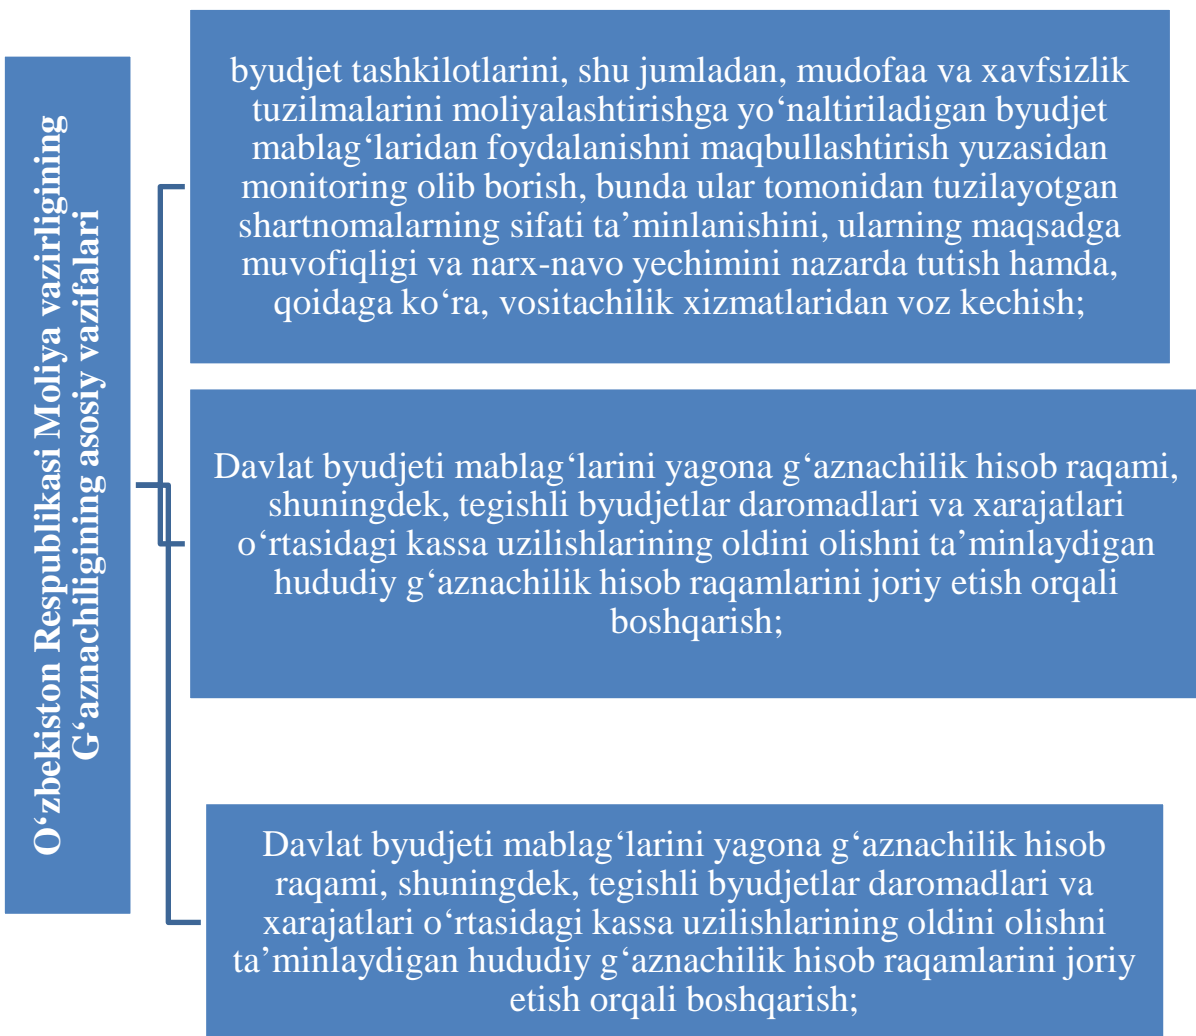 O‘zbekiston Respublikasi Moliya vazirligining
G‘aznachiligining asosiy vazifalari
byudjet tashkilotlarini, shu jumladan, mudofaa va xavfsizlik
tuzilmalarini moliyalashtirishga yo‘naltiriladigan byudjet
mablag‘laridan foydalanishni maqbullashtirish yuzasidan
monitoring olib borish, bunda ular tomonidan tuzilayotgan
shartnomalarning sifati ta’minlanishini, ularning maqsadga
muvofiqligi va narx-navo yechimini nazarda tutish hamda,
qoidaga ko‘ra, vositachilik xizmatlaridan voz kechish;
Davlat byudjeti mablag‘larini yagona g‘aznachilik hisob raqami,
shuningdek, tegishli byudjetlar daromadlari va xarajatlari
o‘rtasidagi kassa uzilishlarining oldini olishni ta’minlaydigan
hududiy g‘aznachilik hisob raqamlarini joriy etish orqali
boshqarish;
Davlat byudjeti mablag‘larini yagona g‘aznachilik hisob
raqami, shuningdek, tegishli byudjetlar daromadlari va
xarajatlari o‘rtasidagi kassa uzilishlarining oldini olishni
ta’minlaydigan hududiy g‘aznachilik hisob raqamlarini joriy
etish orqali boshqarish;